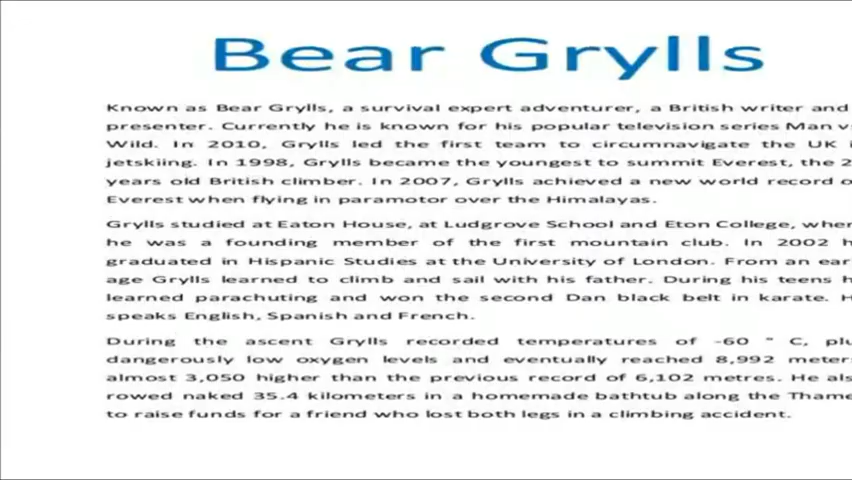 Bear Grylls
Known as Bear Grylls, a survival expert adventurer, a British writer and
presenter. Currently he is known for his popular television series Man
Wild. In 2010, Grylls led the first team to circumnavigate the UK
jetskiing. In 1998, Grylls became the youngest to summit Everest, the
years old British climber. In 2007, Grylls achieved a new world record
Everest when flying in paramotor over the Himalayas.
Grylls studied at Eaton House, at Ludgrove School and Eton College,
he was a founding member of the first mountain club. In 2002
graduated in Hispanic Studies at the University of London. From an
age Grylls learned to climb and sail with his father. During his teens
learned parachuting and won the second Dan black belt in karate.
speaks English, Spanish and French.
During the ascent Grylls recorded temperatures of -60 ° C,
dangerously low oxygen levels and eventually reached 8,992
almost 3,050 higher than the previous record of 6,102 metres. He
rowed naked 35.4 kilometers in a homemade bathtub along the
to raise funds for a friend who lost both legs in a climbing accident.